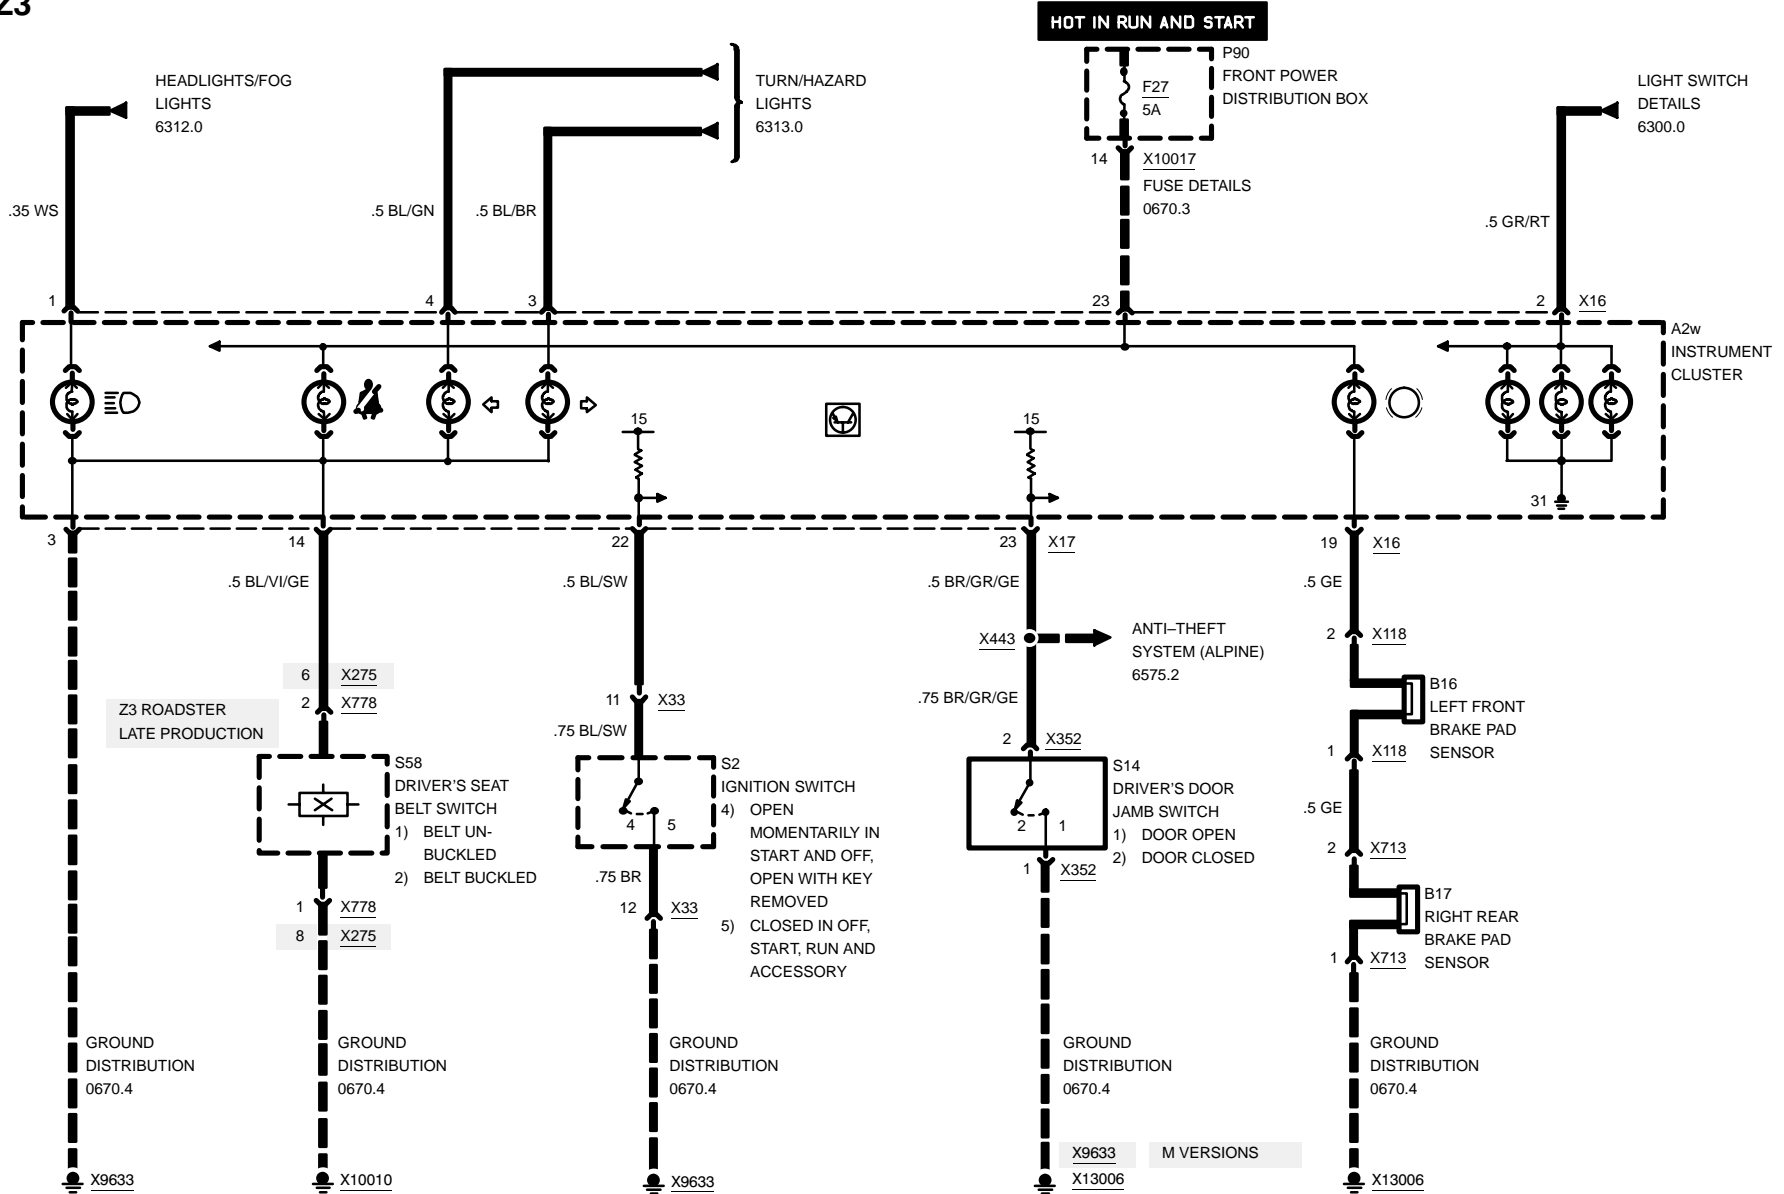 Z3
HOT IN RUN AND START
P90
FRONT POWER
DISTRIBUTION BOX
F27
5A
HEADLIGHTS/FOG
LIGHTS
6312.0
TURN/HAZARD
LIGHTS
6313.0
LIGHT SWITCH
DETAILS
6300.0
14 X10017
FUSE DETAILS
0670.3
.35 WS
.5 BL/GN
.5 BL/BR
.5 GR/RT
1
4
3
23
2 X16
A2w
INSTRUMENT
CLUSTER
15
15
31
3
14
22
23 X17
19 X16
.5 BL/VI/GE
.5 BL/SW
.5 BR/GR/GE
.5 GE
X443
ANTI–THEFT
SYSTEM (ALPINE)
6575.2
2 X118
6 X275
2 X778
Z3 ROADSTER
LATE PRODUCTION
11 X33
.75 BL/SW
.75 BR/GR/GE
2 X352
B16
LEFT FRONT
BRAKE PAD
SENSOR
1 X118
S58
DRIVER'S SEAT
BELT SWITCH
1) BELT UN-
BUCKLED
2) BELT BUCKLED
S2
IGNITION SWITCH
4) OPEN
MOMENTARILY IN
START AND OFF,
OPEN WITH KEY
REMOVED
5) CLOSED IN OFF,
START, RUN AND
ACCESSORY
4 5
S14
DRIVER'S DOOR
JAMB SWITCH
1) DOOR OPEN
2) DOOR CLOSED
2 1
.5 GE
2 X713
.75 BR
1 X352
1 X778
8 X275
12 X33
B17
RIGHT REAR
BRAKE PAD
SENSOR
1 X713
GROUND
DISTRIBUTION
0670.4
GROUND
DISTRIBUTION
0670.4
GROUND
DISTRIBUTION
0670.4
GROUND
DISTRIBUTION
0670.4
GROUND
DISTRIBUTION
0670.4
X9633 M VERSIONS
X9633
X10010
X9633
X13006
X13006